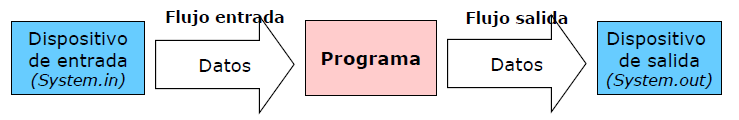 Flujo entrada
Flujo salida
Dispositivo
de entrada
(System.in)
Datos
Programa
Datos
Dispositivo
de salida
(System.out)